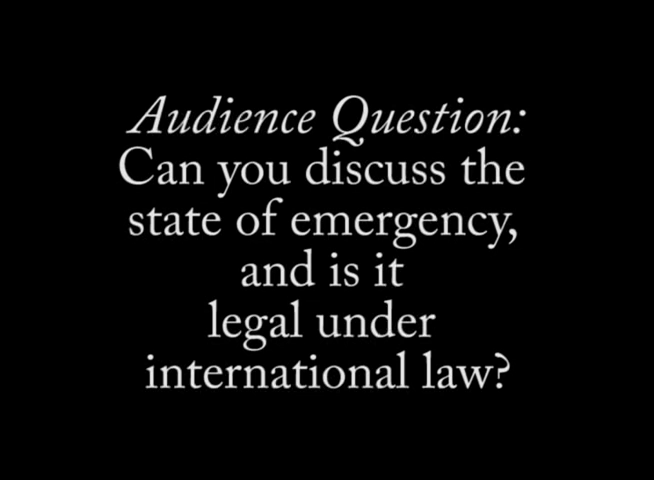 Audience Question:
Can you discuss the
state of emergency,
and is it
legal under
international law?